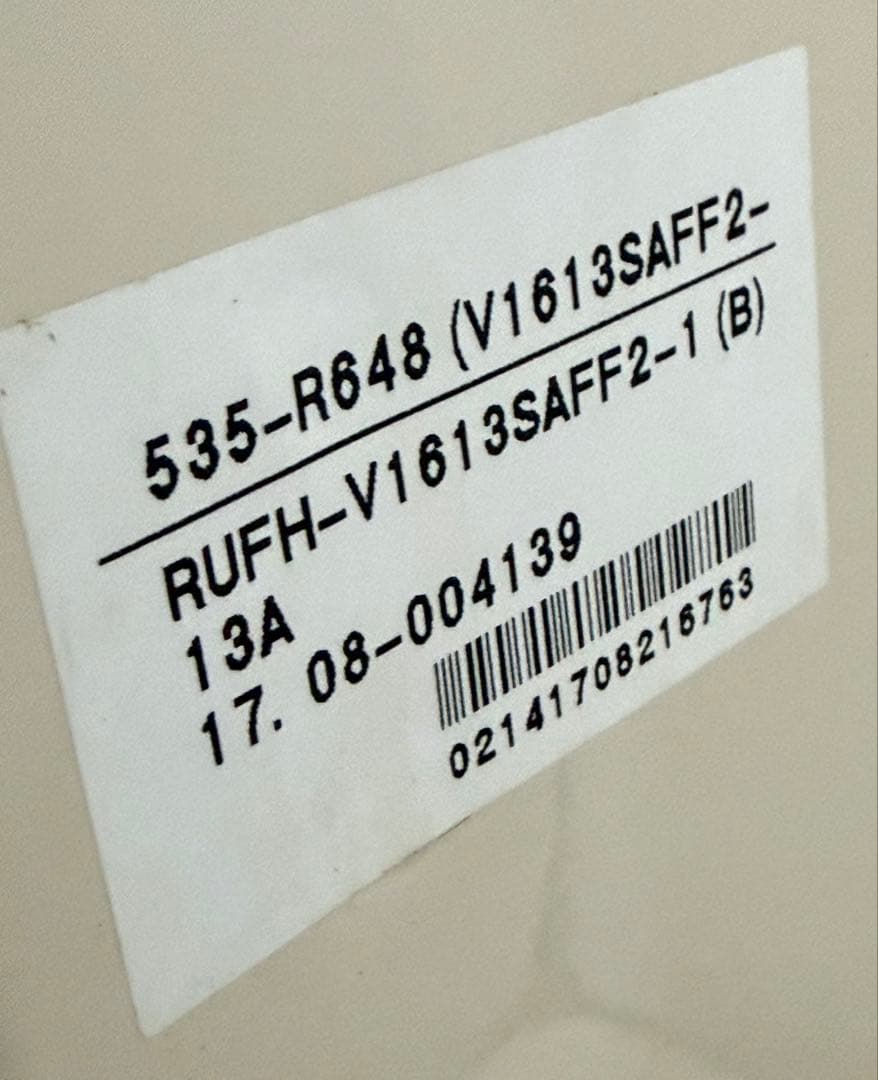 535-R648 (V1613SAFF2-
RUFH-V1613SAFF2-1 (B)
13A
17. 08-004139
02141708216763